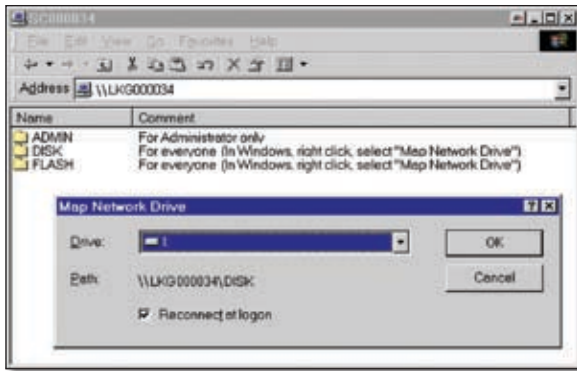 SC000034
File Edit View Go Favorites Help
Address \\LKG000034
Name Comment
ADMIN For Administrator only
DISK For everyone (In Windows, right click, select "Map Network Drive")
FLASH For everyone (In Windows, right click, select "Map Network Drive")
Map Network Drive
Drive:
OK
Path: \\LKG000034\DISK
Cancel
Reconnect at logon